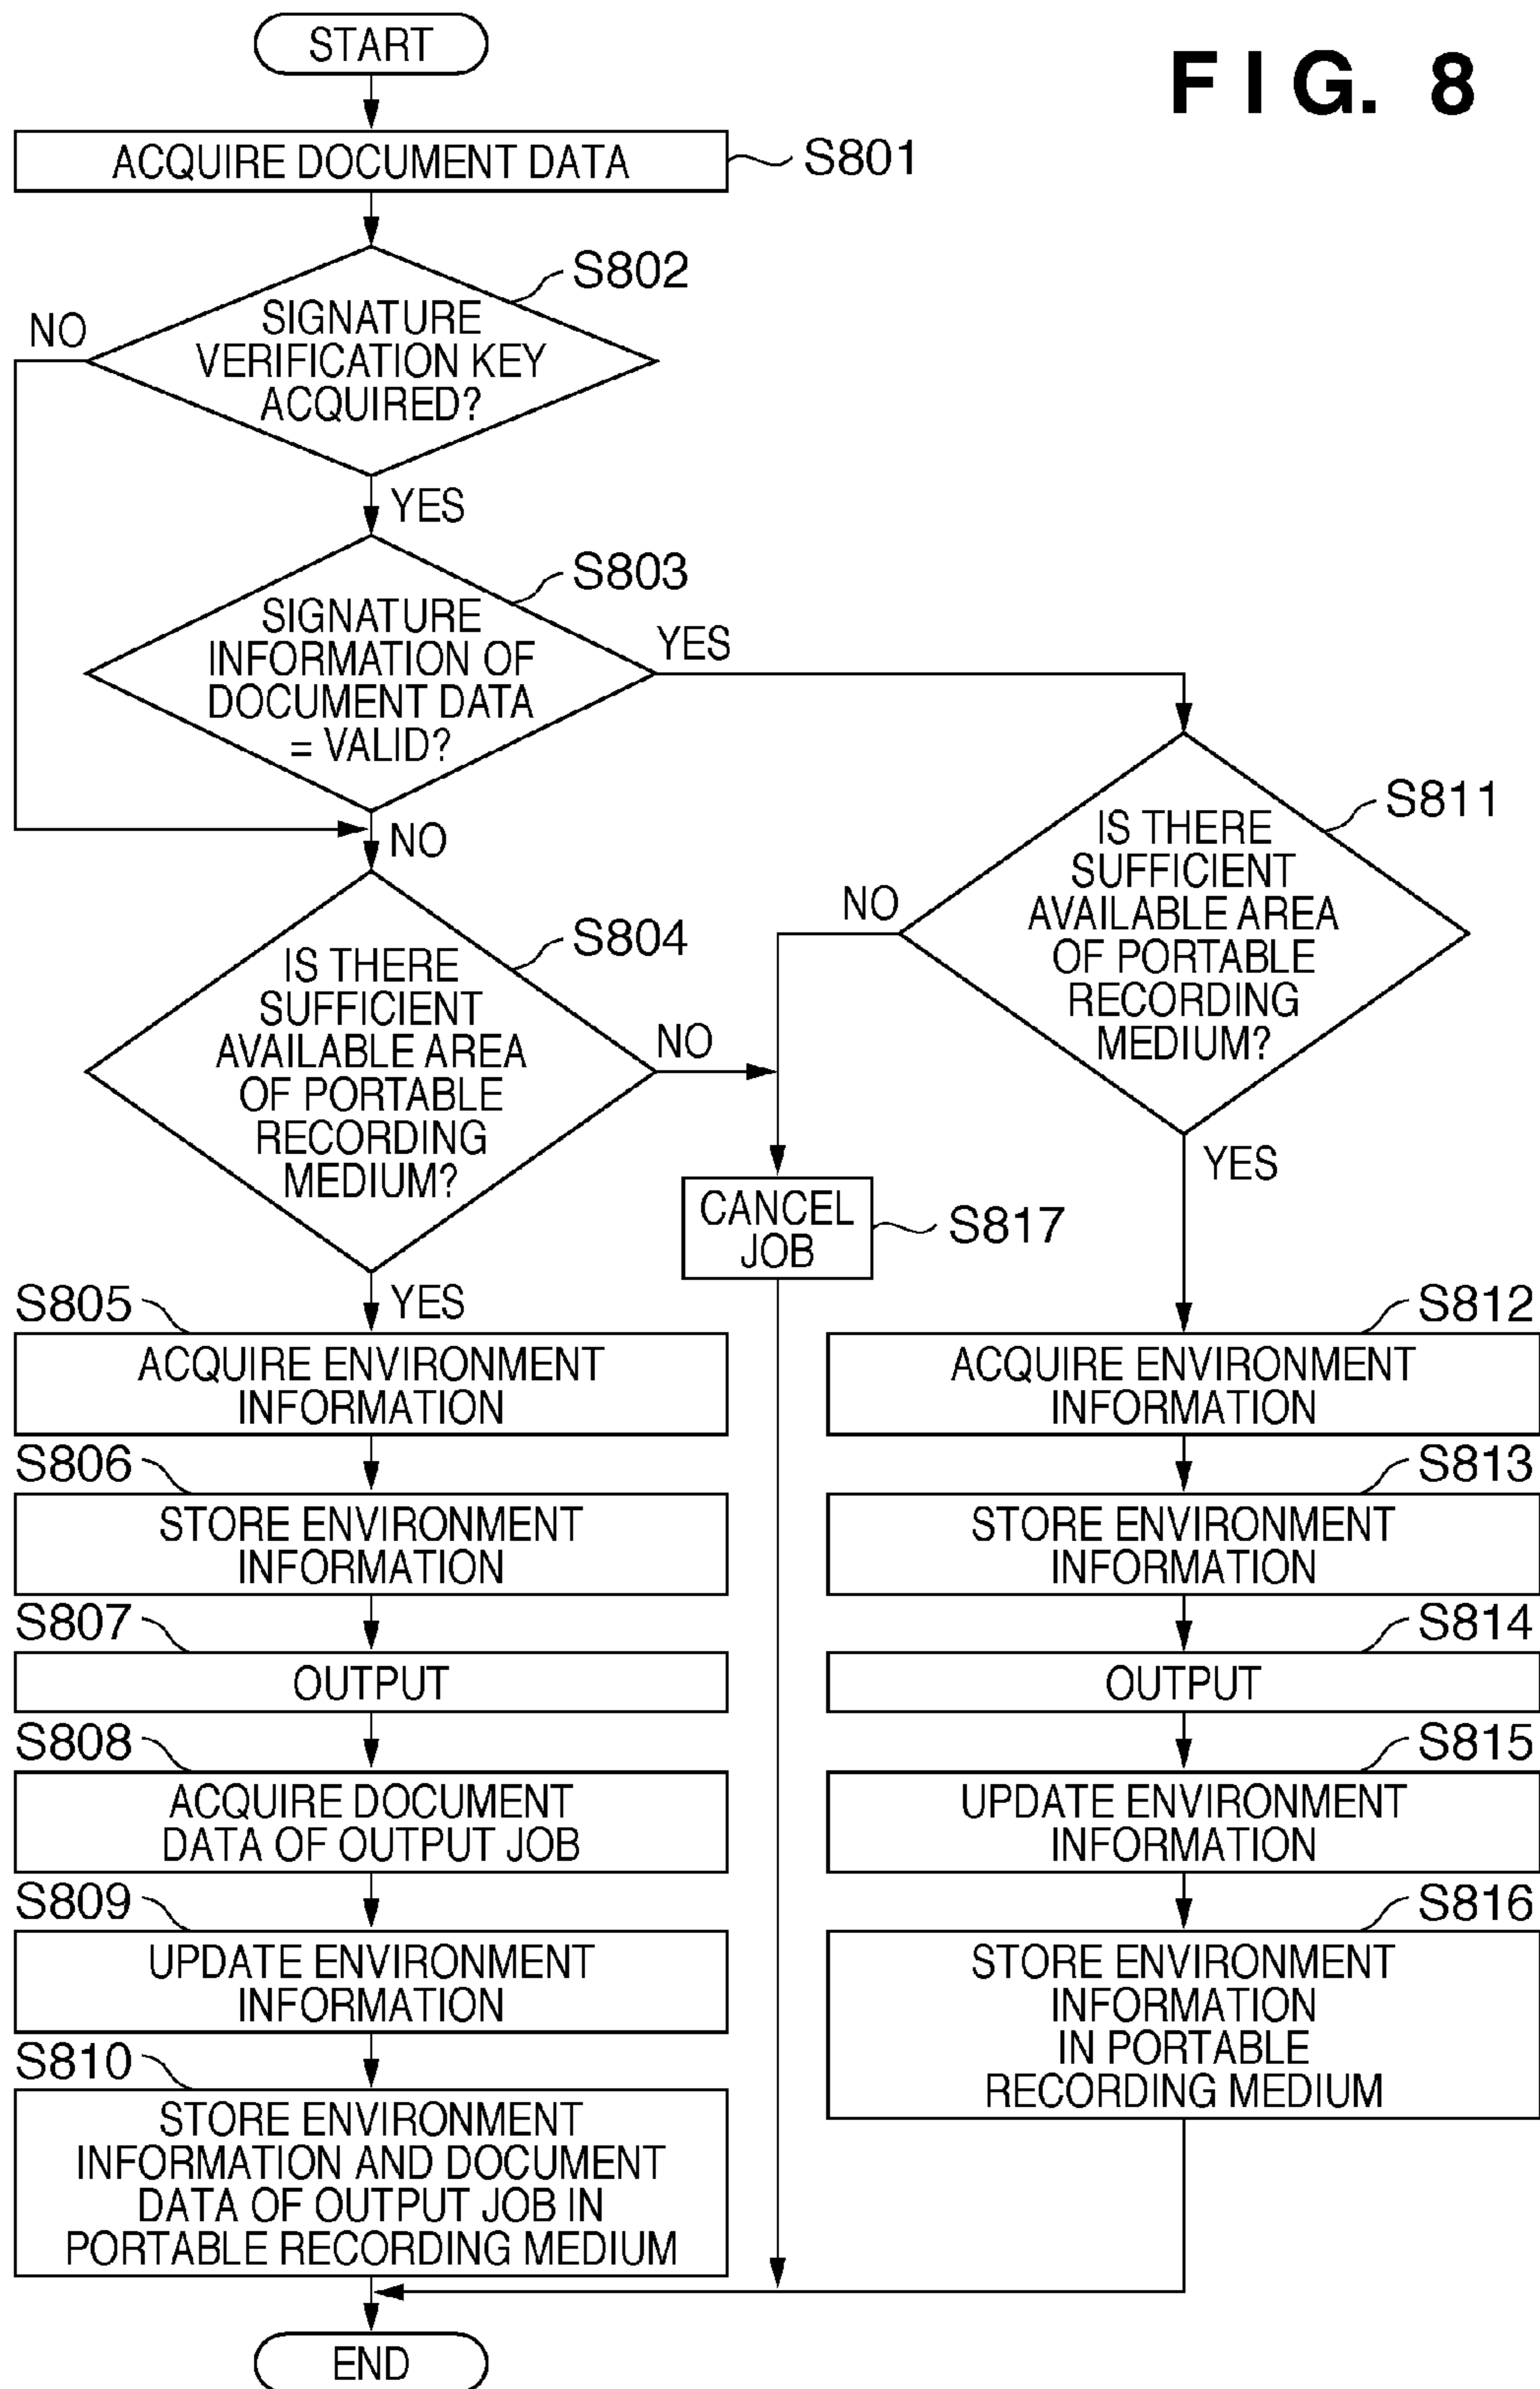 FIG. 8
START
ACQUIRE DOCUMENT DATA
S801
S802
NO
SIGNATURE
VERIFICATION KEY
ACQUIRED?
YES
S803
SIGNATURE
INFORMATION OF
DOCUMENT DATA
= VALID?
YES
NO
S804
IS THERE
SUFFICIENT
AVAILABLE AREA
OF PORTABLE
RECORDING
MEDIUM?
NO
YES
S811
IS THERE
SUFFICIENT
AVAILABLE AREA
OF PORTABLE
RECORDING
MEDIUM?
NO
YES
CANCEL
JOB
S817
S805
ACQUIRE ENVIRONMENT
INFORMATION
S806
STORE ENVIRONMENT
INFORMATION
S807
OUTPUT
S808
ACQUIRE DOCUMENT
DATA OF OUTPUT JOB
S809
UPDATE ENVIRONMENT
INFORMATION
S810
STORE ENVIRONMENT
INFORMATION AND DOCUMENT
DATA OF OUTPUT JOB IN
PORTABLE RECORDING MEDIUM
S812
ACQUIRE ENVIRONMENT
INFORMATION
S813
STORE ENVIRONMENT
INFORMATION
S814
OUTPUT
S815
UPDATE ENVIRONMENT
INFORMATION
S816
STORE ENVIRONMENT
INFORMATION
IN PORTABLE
RECORDING MEDIUM
END